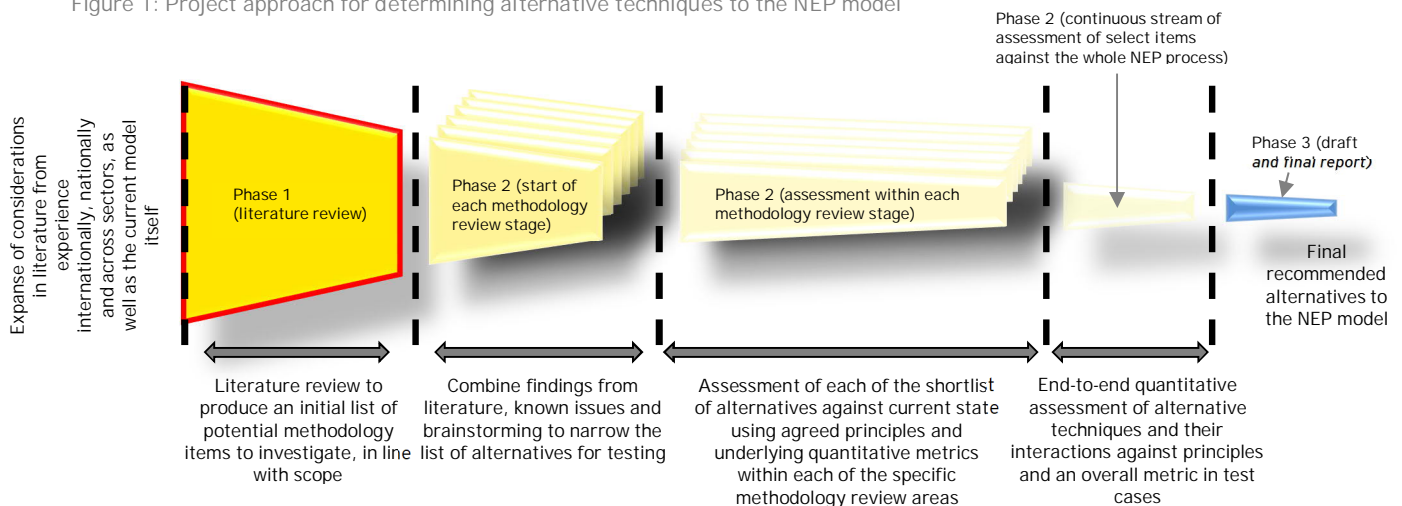 Figure 1: Project approach for determining alternative techniques to the NEP model
Phase 2 (continuous stream of
assessment of select items
against the whole NEP process)
Expanse of considerations
in literature from
experience
internationally, nationally
and across sectors, as
well as the current model
itself
Phase 1
(literature review)
Phase 2 (start of
each methodology
review stage)
Phase 2 (assessment within each
methodology review stage)
Phase 3 (draft
and final report)
Final
recommended
alternatives to
the NEP model
Literature review to
produce an initial list of
potential methodology
items to investigate, in line
with scope
Combine findings from
literature, known issues and
brainstorming to narrow the
list of alternatives for testing
Assessment of each of the shortlist
of alternatives against current state
using agreed principles and
underlying quantitative metrics
within each of the specific
methodology review areas
End-to-end quantitative
assessment of alternative
techniques and their
interactions against principles
and an overall metric in test
cases